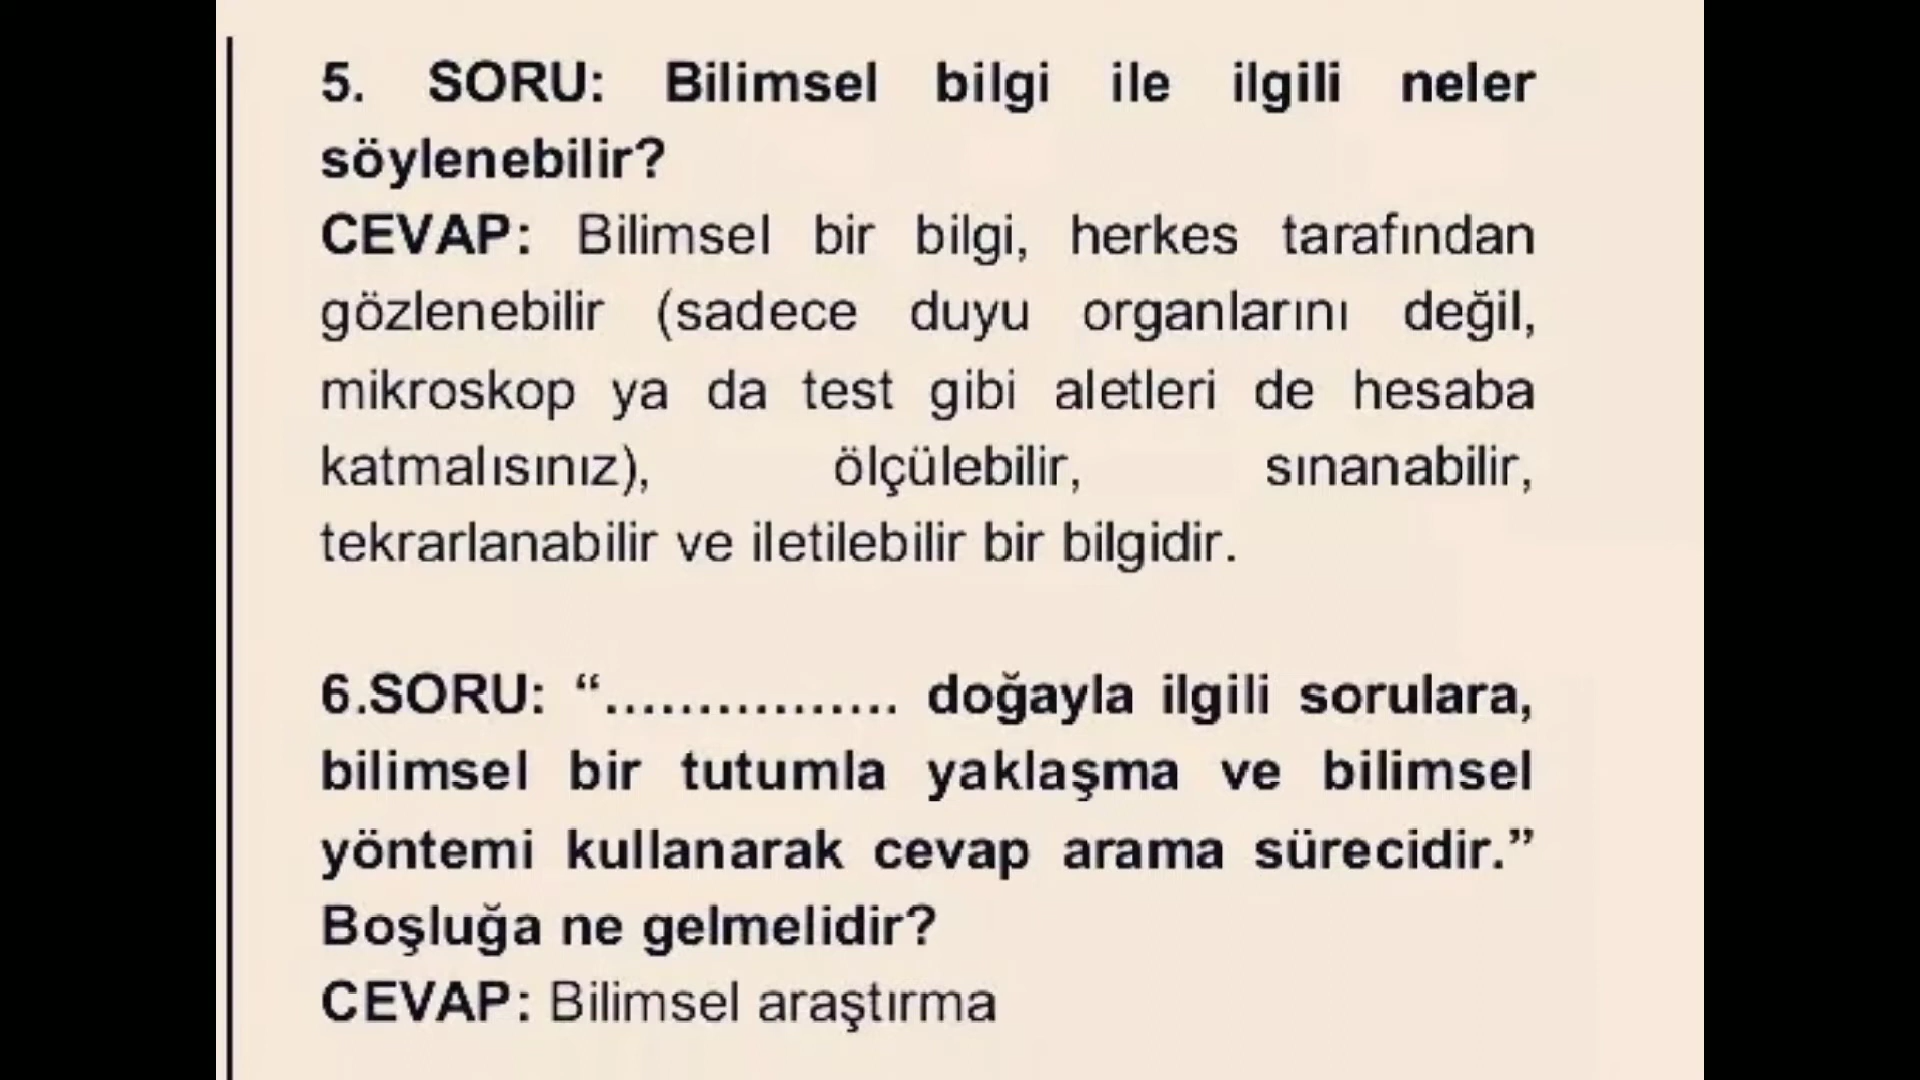 5. SORU: Bilimsel bilgi ile ilgili neler
söylenebilir?
CEVAP: Bilimsel bir bilgi, herkes tarafından
gözlenebilir (sadece duyu organlarını değil,
mikroskop ya da test gibi aletleri de hesaba
katmalısınız), ölçülebilir, sınanabilir,
tekrarlanabilir ve iletilebilir bir bilgidir.
6.SORU: “................ doğayla ilgili sorulara,
bilimsel bir tutumla yaklaşma ve bilimsel
yöntemi kullanarak cevap arama sürecidir.”
Boşluğa ne gelmelidir?
CEVAP: Bilimsel araştırma